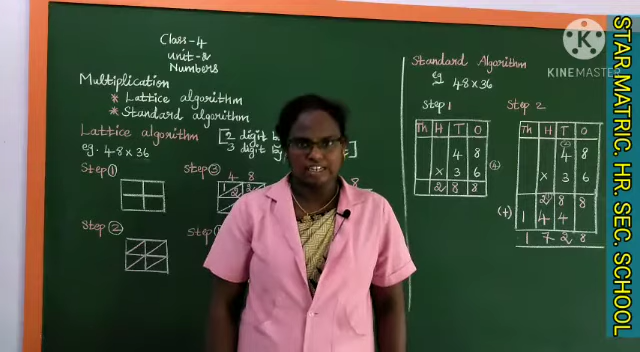 Class-4
Unit-2
Numbers
Multiplication
* Lattice algorithm
* Standard algorithm
Lattice algorithm
[2 digit
3 digit
]
eg. 48×36
Step ①
Step ③
4 8
Step ②
8
Standard Algorithm
eg
48×36
Step 1
Th H T O
4 8
× 3 6
2 8 8
Step 2
Th H T O
4 8
× 3 6
2 8 8
(+) 1 4 4
1 7 2 8
KINEMASTER
STAR MATRIC. HR. SEC. SCHOOL